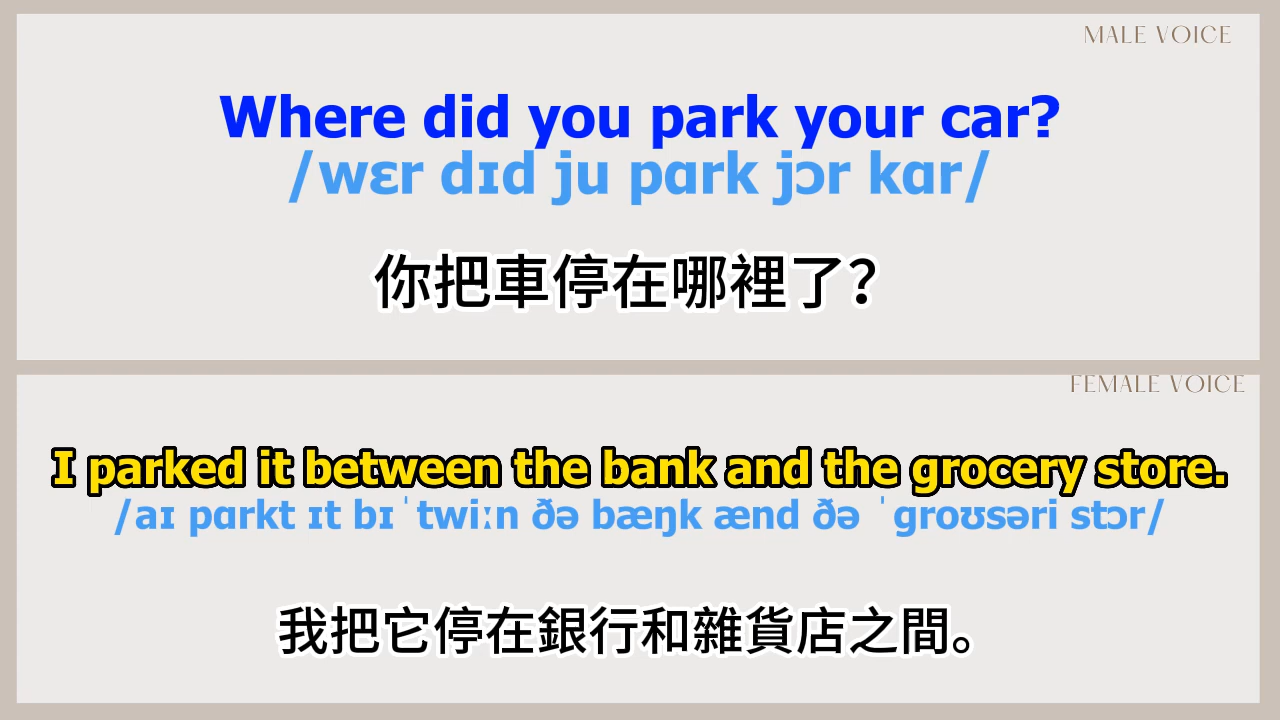 MALE VOICE
Where did you park your car?
/wɛr dɪd ju pɑrk jɔr kɑr/
你把車停在哪裡了？
FEMALE VOICE
I parked it between the bank and the grocery store.
/aɪ pɑrkt ɪt bɪˈtwiːn ðə bæŋk ænd ðə ˈɡroʊsəri stɔr/
我把它停在銀行和雜貨店之間。